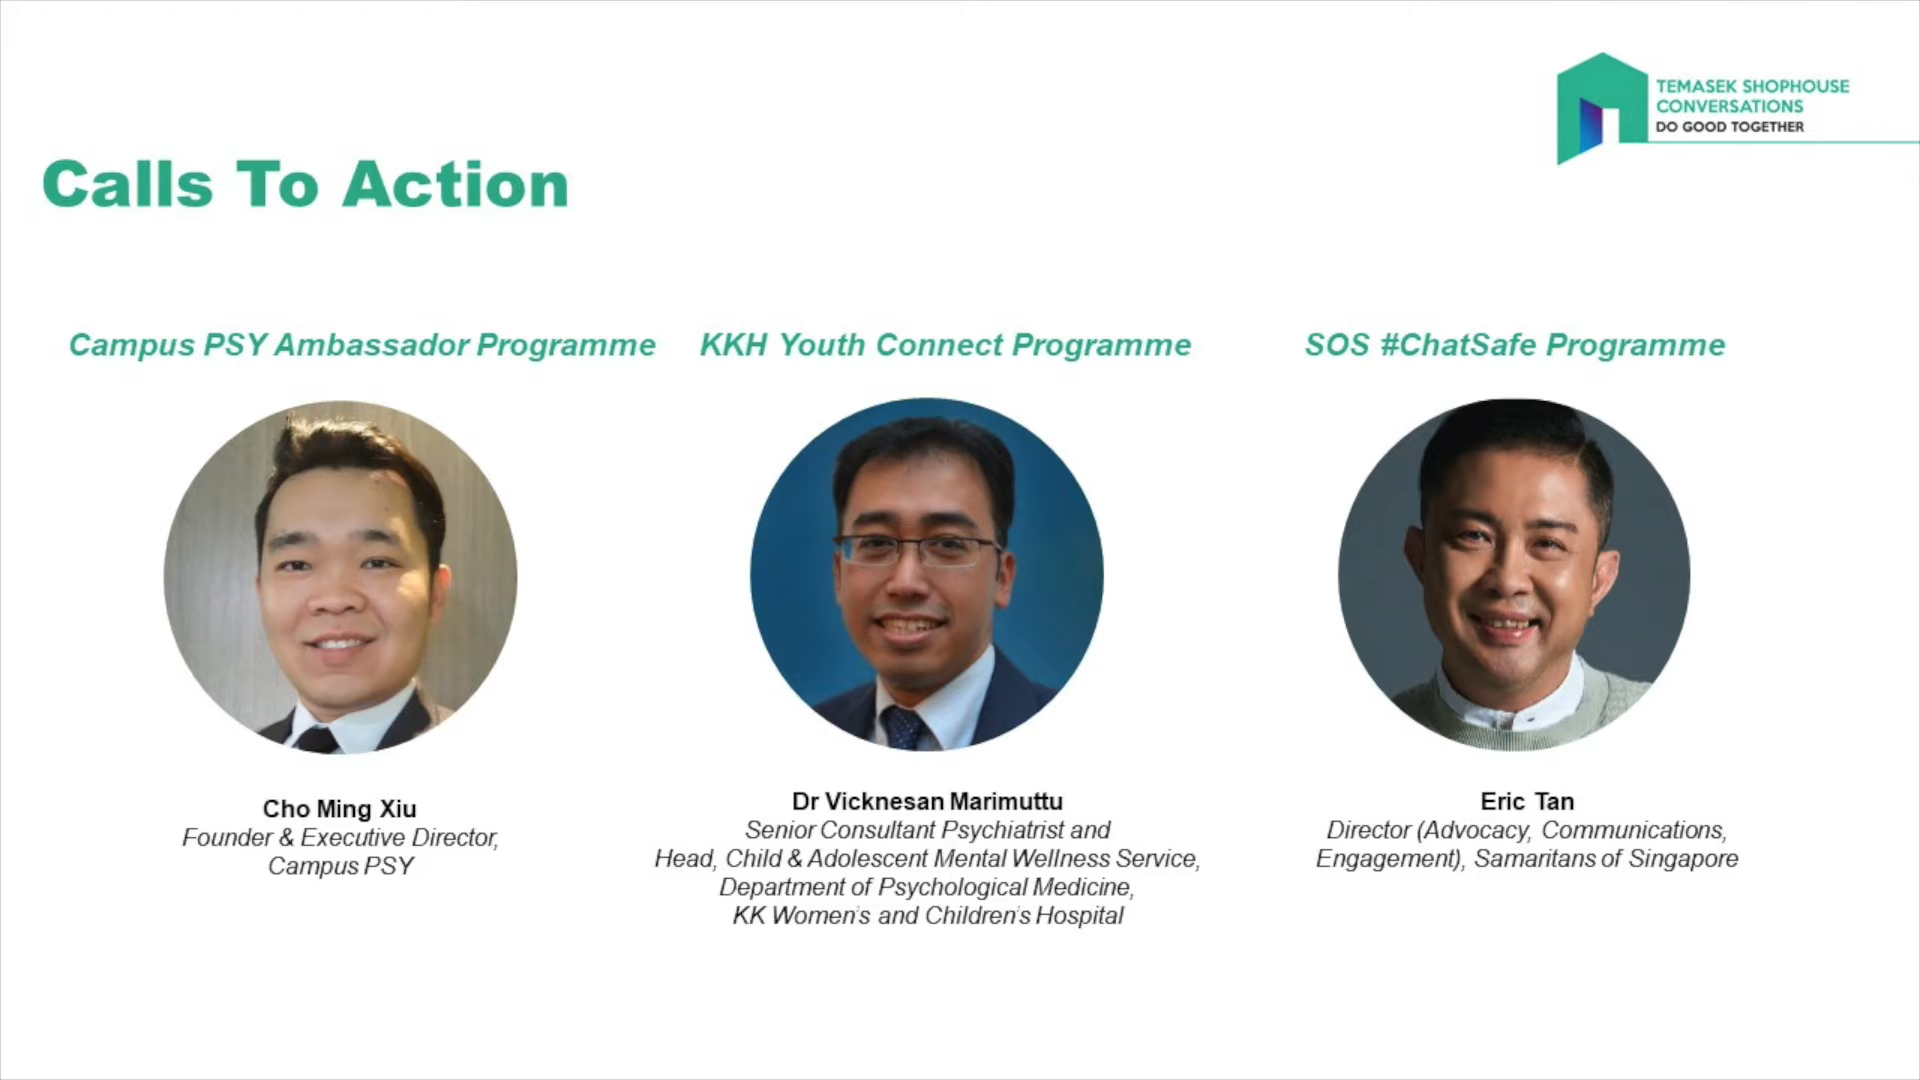 TEMASEK SHOPHOUSE
CONVERSATIONS
DO GOOD TOGETHER
Calls To Action
Campus PSY Ambassador Programme
KKH Youth Connect Programme
SOS #ChatSafe Programme
Cho Ming Xiu
Founder & Executive Director,
Campus PSY
Dr Vicknesan Marimuttu
Senior Consultant Psychiatrist and
Head, Child & Adolescent Mental Wellness Service,
Department of Psychological Medicine,
KK Women's and Children's Hospital
Eric Tan
Director (Advocacy, Communications,
Engagement), Samaritans of Singapore